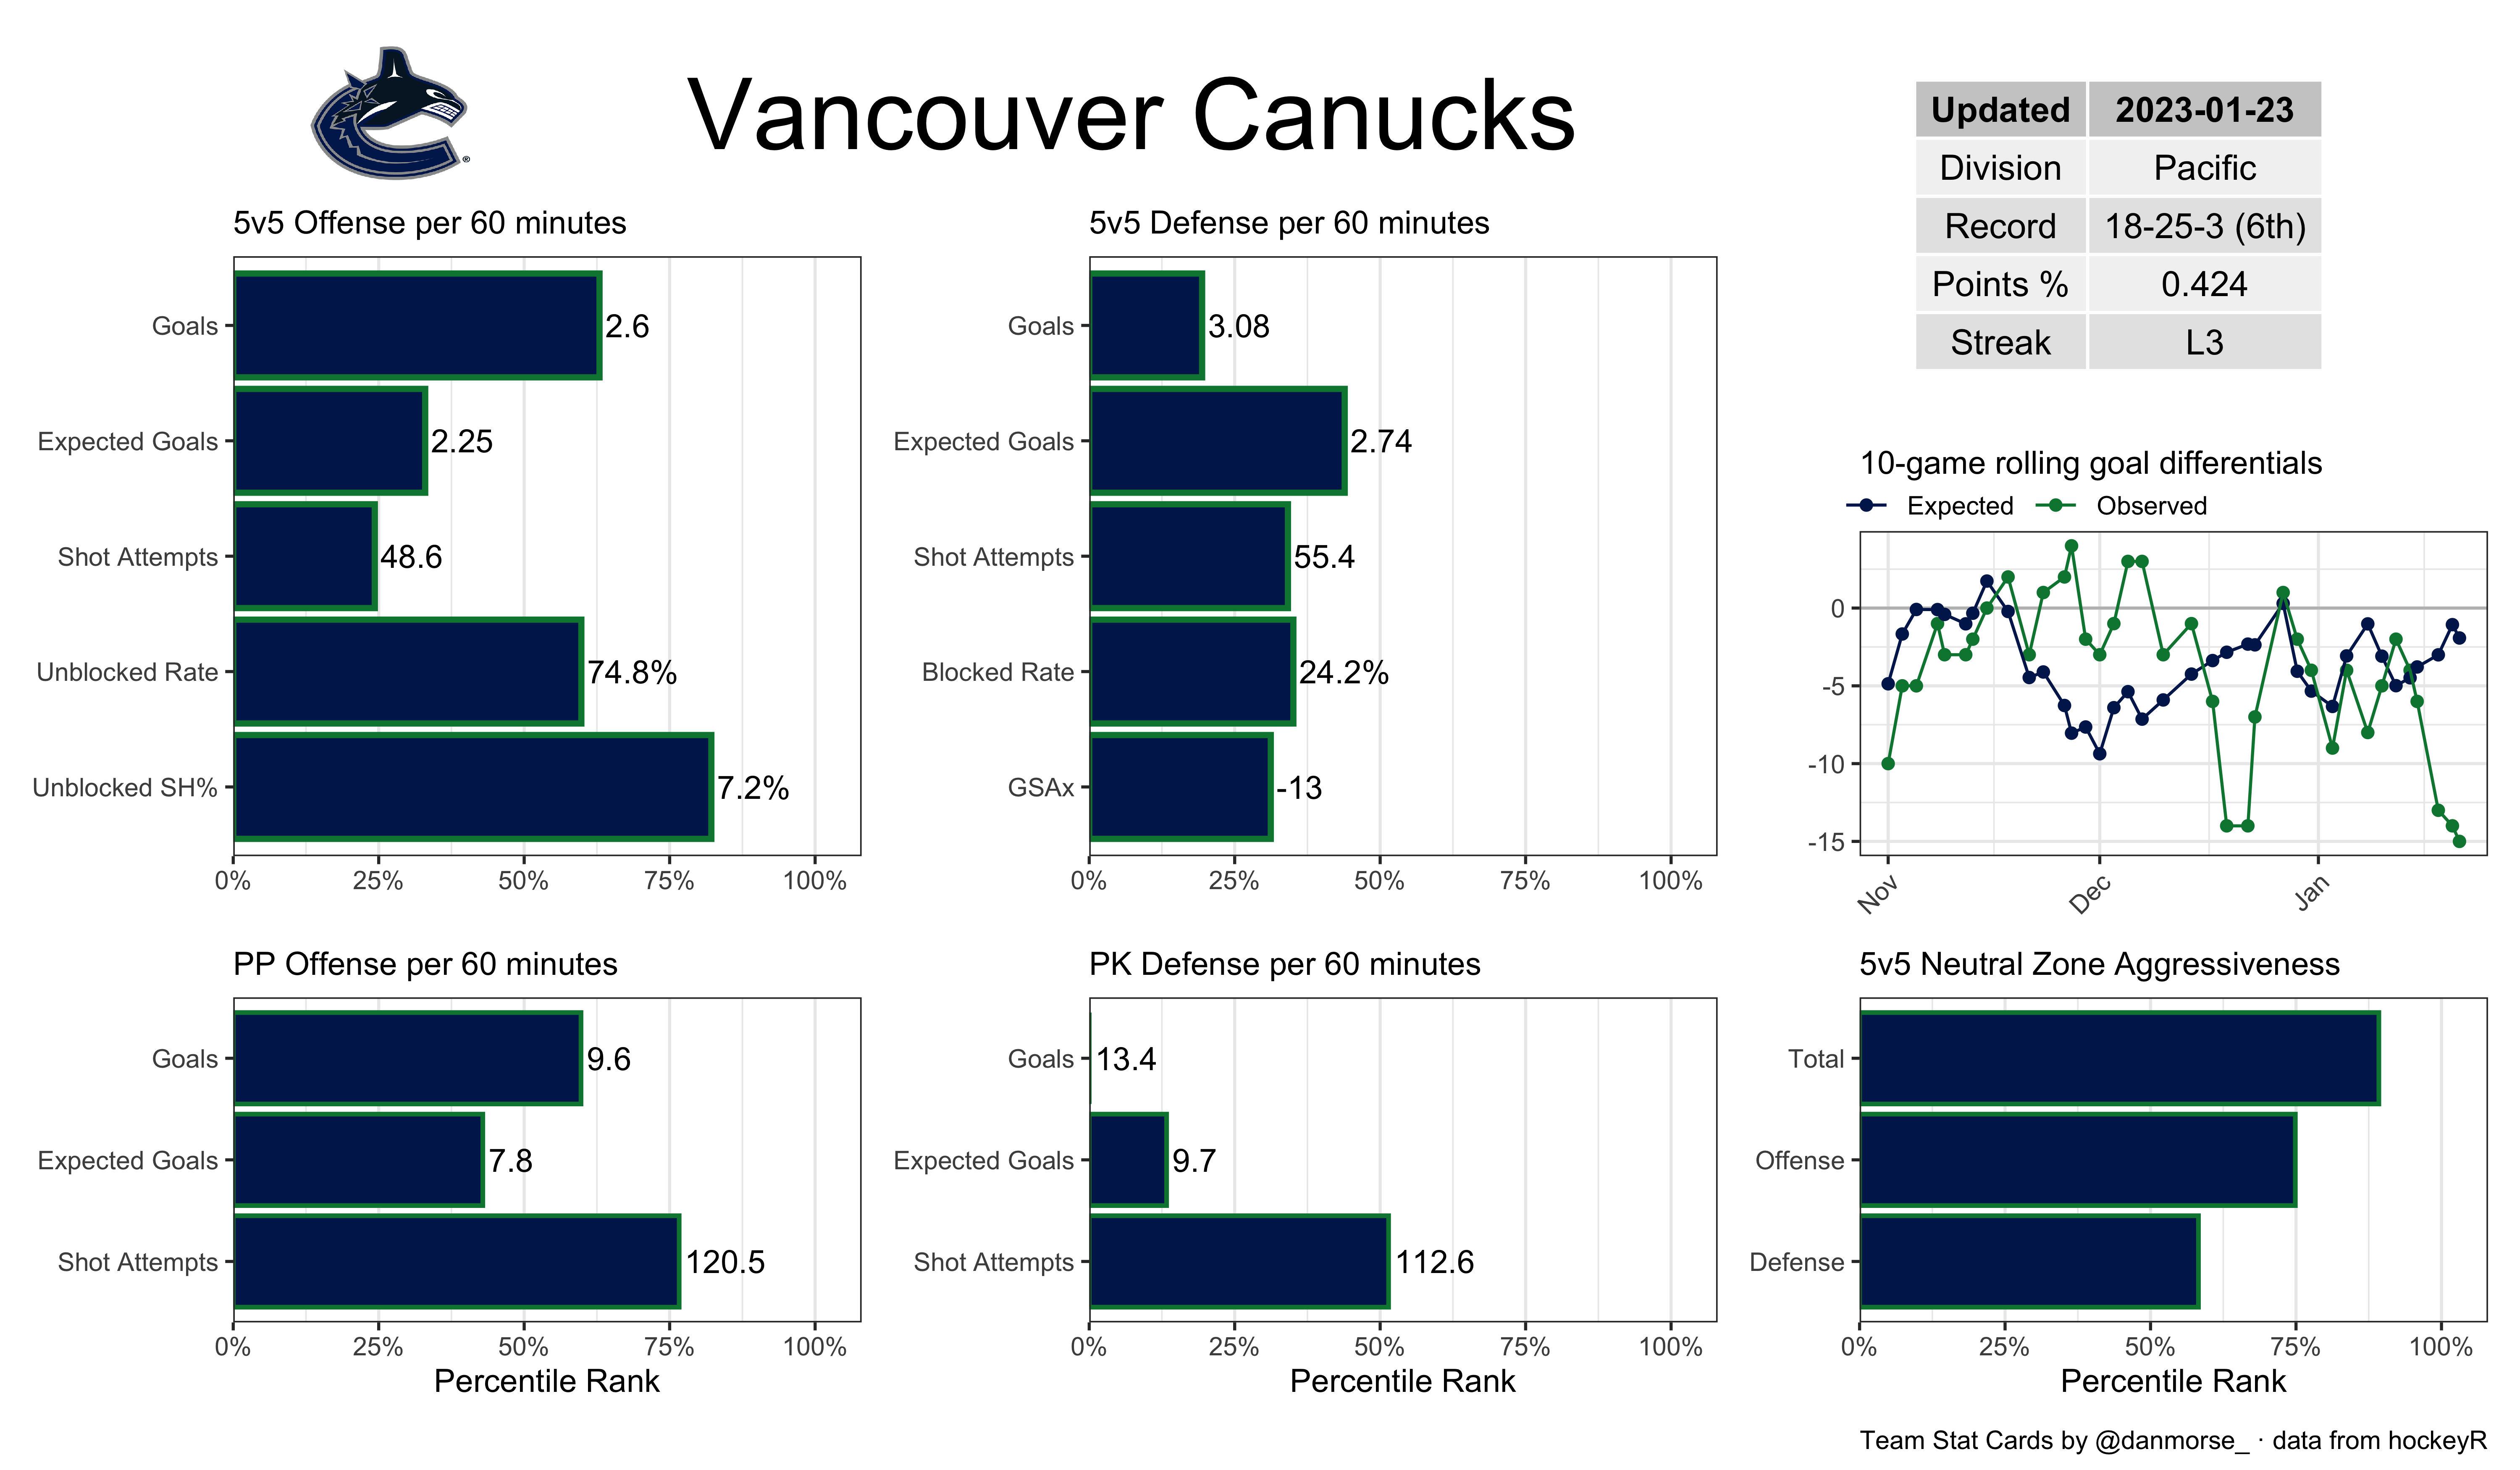 Vancouver Canucks
Updated 2023-01-23
Division Pacific
Record 18-25-3 (6th)
Points % 0.424
Streak L3
5v5 Offense per 60 minutes
Goals 2.6
Expected Goals 2.25
Shot Attempts 48.6
Unblocked Rate 74.8%
Unblocked SH% 7.2%
0% 25% 50% 75% 100%
5v5 Defense per 60 minutes
Goals 3.08
Expected Goals 2.74
Shot Attempts 55.4
Blocked Rate 24.2%
GSAx -13
0% 25% 50% 75% 100%
10-game rolling goal differentials
Expected Observed
0
-5
-10
-15
Nov Dec Jan
PP Offense per 60 minutes
Goals 9.6
Expected Goals 7.8
Shot Attempts 120.5
0% 25% 50% 75% 100%
Percentile Rank
PK Defense per 60 minutes
Goals 13.4
Expected Goals 9.7
Shot Attempts 112.6
0% 25% 50% 75% 100%
Percentile Rank
5v5 Neutral Zone Aggressiveness
Total
Offense
Defense
0% 25% 50% 75% 100%
Percentile Rank
Team Stat Cards by @danmorse_ · data from hockeyR